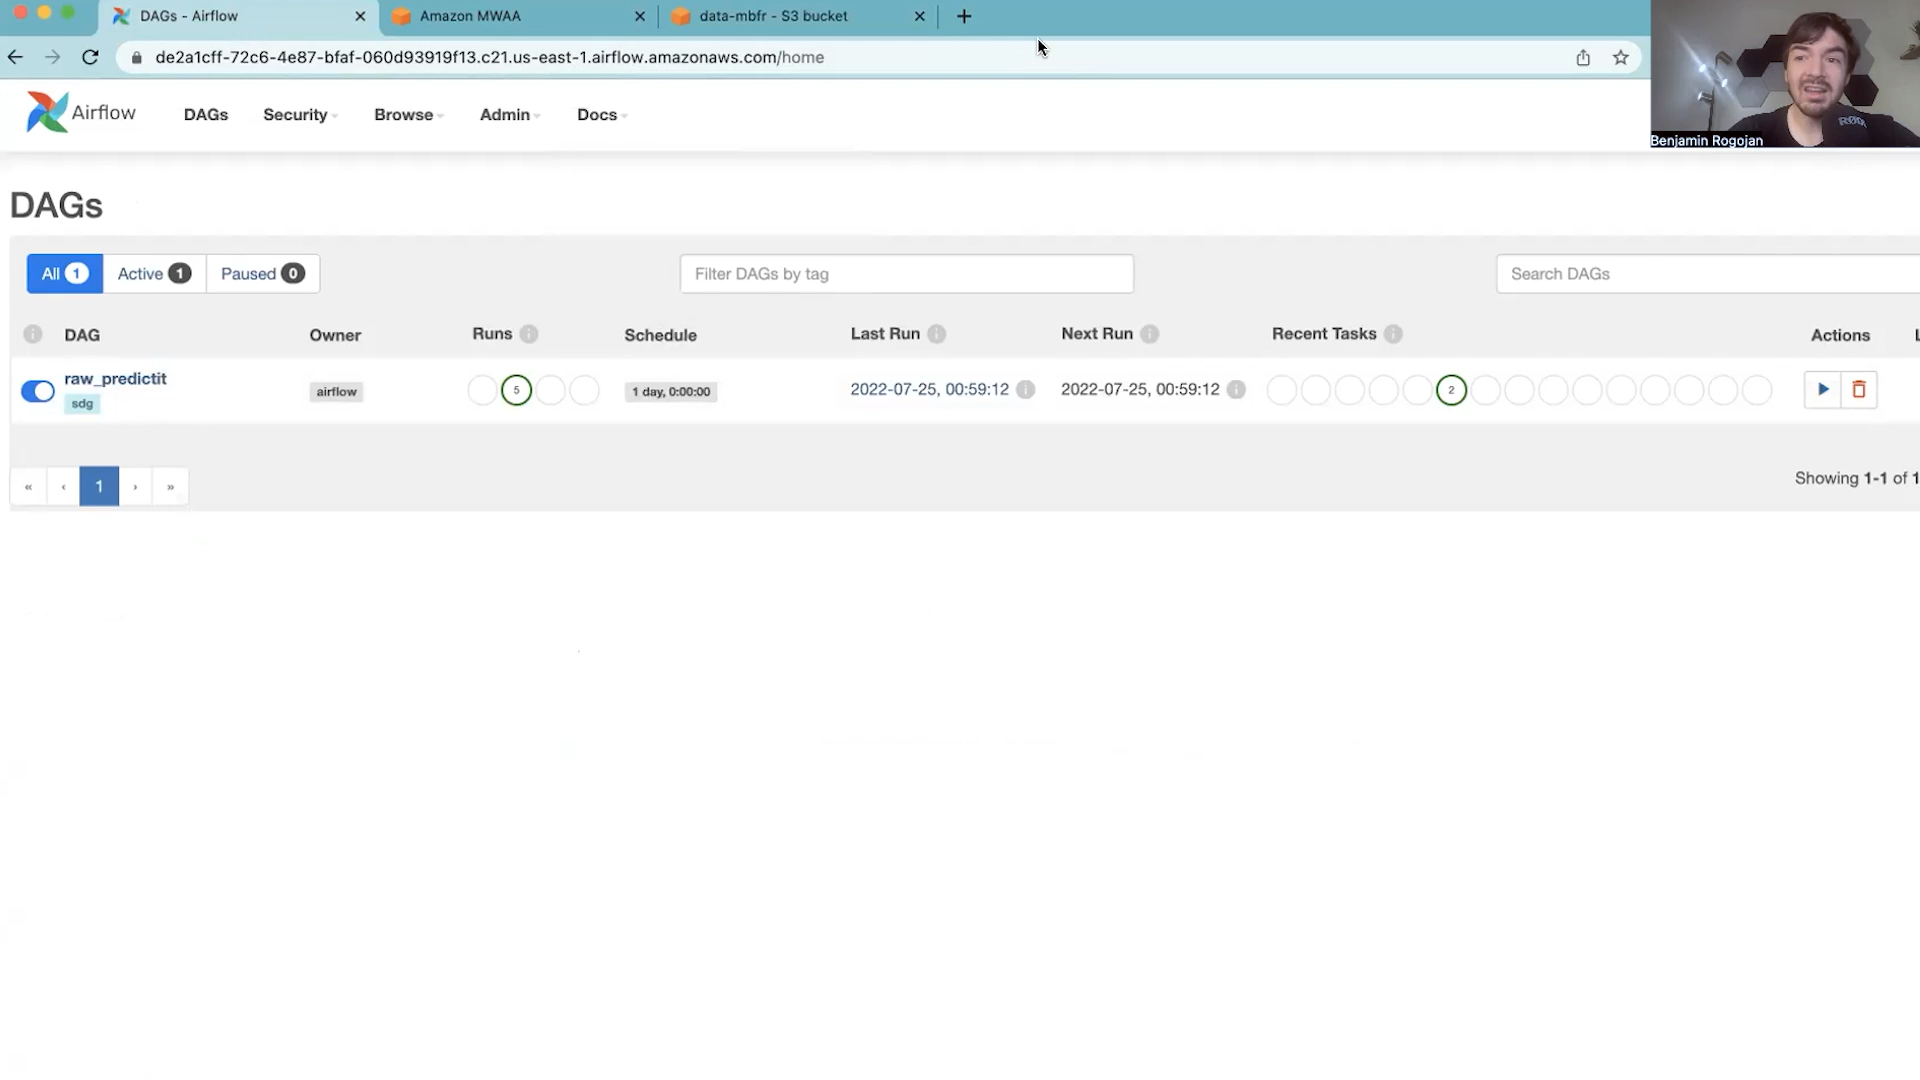 DAGs - Airflow
Amazon MWAA
data-mbfr - S3 bucket
de2a1cff-72c6-4e87-bfaf-060d93919f13.c21.us-east-1.airflow.amazonaws.com/home
Airflow
DAGs
Security
Browse
Admin
Docs
RØDE
Benjamin Rogojan
DAGs
All 1
Active 1
Paused 0
Filter DAGs by tag
Search DAGs
DAG
Owner
Runs
Schedule
Last Run
Next Run
Recent Tasks
Actions
raw_predictit
sdg
airflow
5
1 day, 0:00:00
2022-07-25, 00:59:12
2022-07-25, 00:59:12
2
« ‹ 1 › »
Showing 1-1 of 1